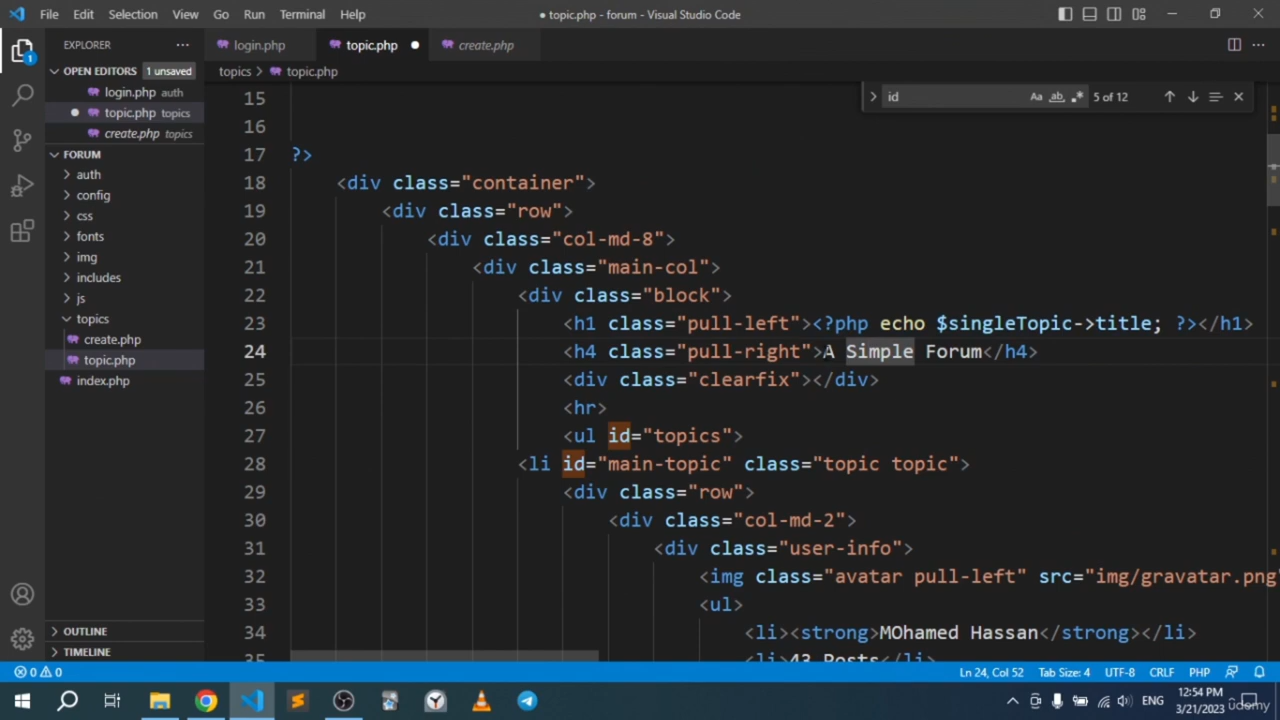 File Edit Selection View Go Run Terminal Help
● topic.php - forum - Visual Studio Code
EXPLORER
OPEN EDITORS 1 unsaved
login.php auth
topic.php topics
create.php topics
FORUM
auth
config
css
fonts
img
includes
js
topics
create.php
topic.php
index.php
OUTLINE
TIMELINE
1
login.php topic.php create.php
topics > topic.php
id Aa ab .* 5 of 12
15
16
17 ?>
18 <div class="container">
19 <div class="row">
20 <div class="col-md-8">
21 <div class="main-col">
22 <div class="block">
23 <h1 class="pull-left"><?php echo $singleTopic->title; ?></h1>
24 <h4 class="pull-right">A Simple Forum</h4>
25 <div class="clearfix"></div>
26 <hr>
27 <ul id="topics">
28 <li id="main-topic" class="topic topic">
29 <div class="row">
30 <div class="col-md-2">
31 <div class="user-info">
32 <img class="avatar pull-left" src="img/gravatar.png"
33 <ul>
34 <li><strong>MOhamed Hassan</strong></li>
35 <li>43 Posts</li>
0 0 Ln 24, Col 52 Tab Size: 4 UTF-8 CRLF PHP
ENG 12:54 PM
3/21/2023
ûdemy